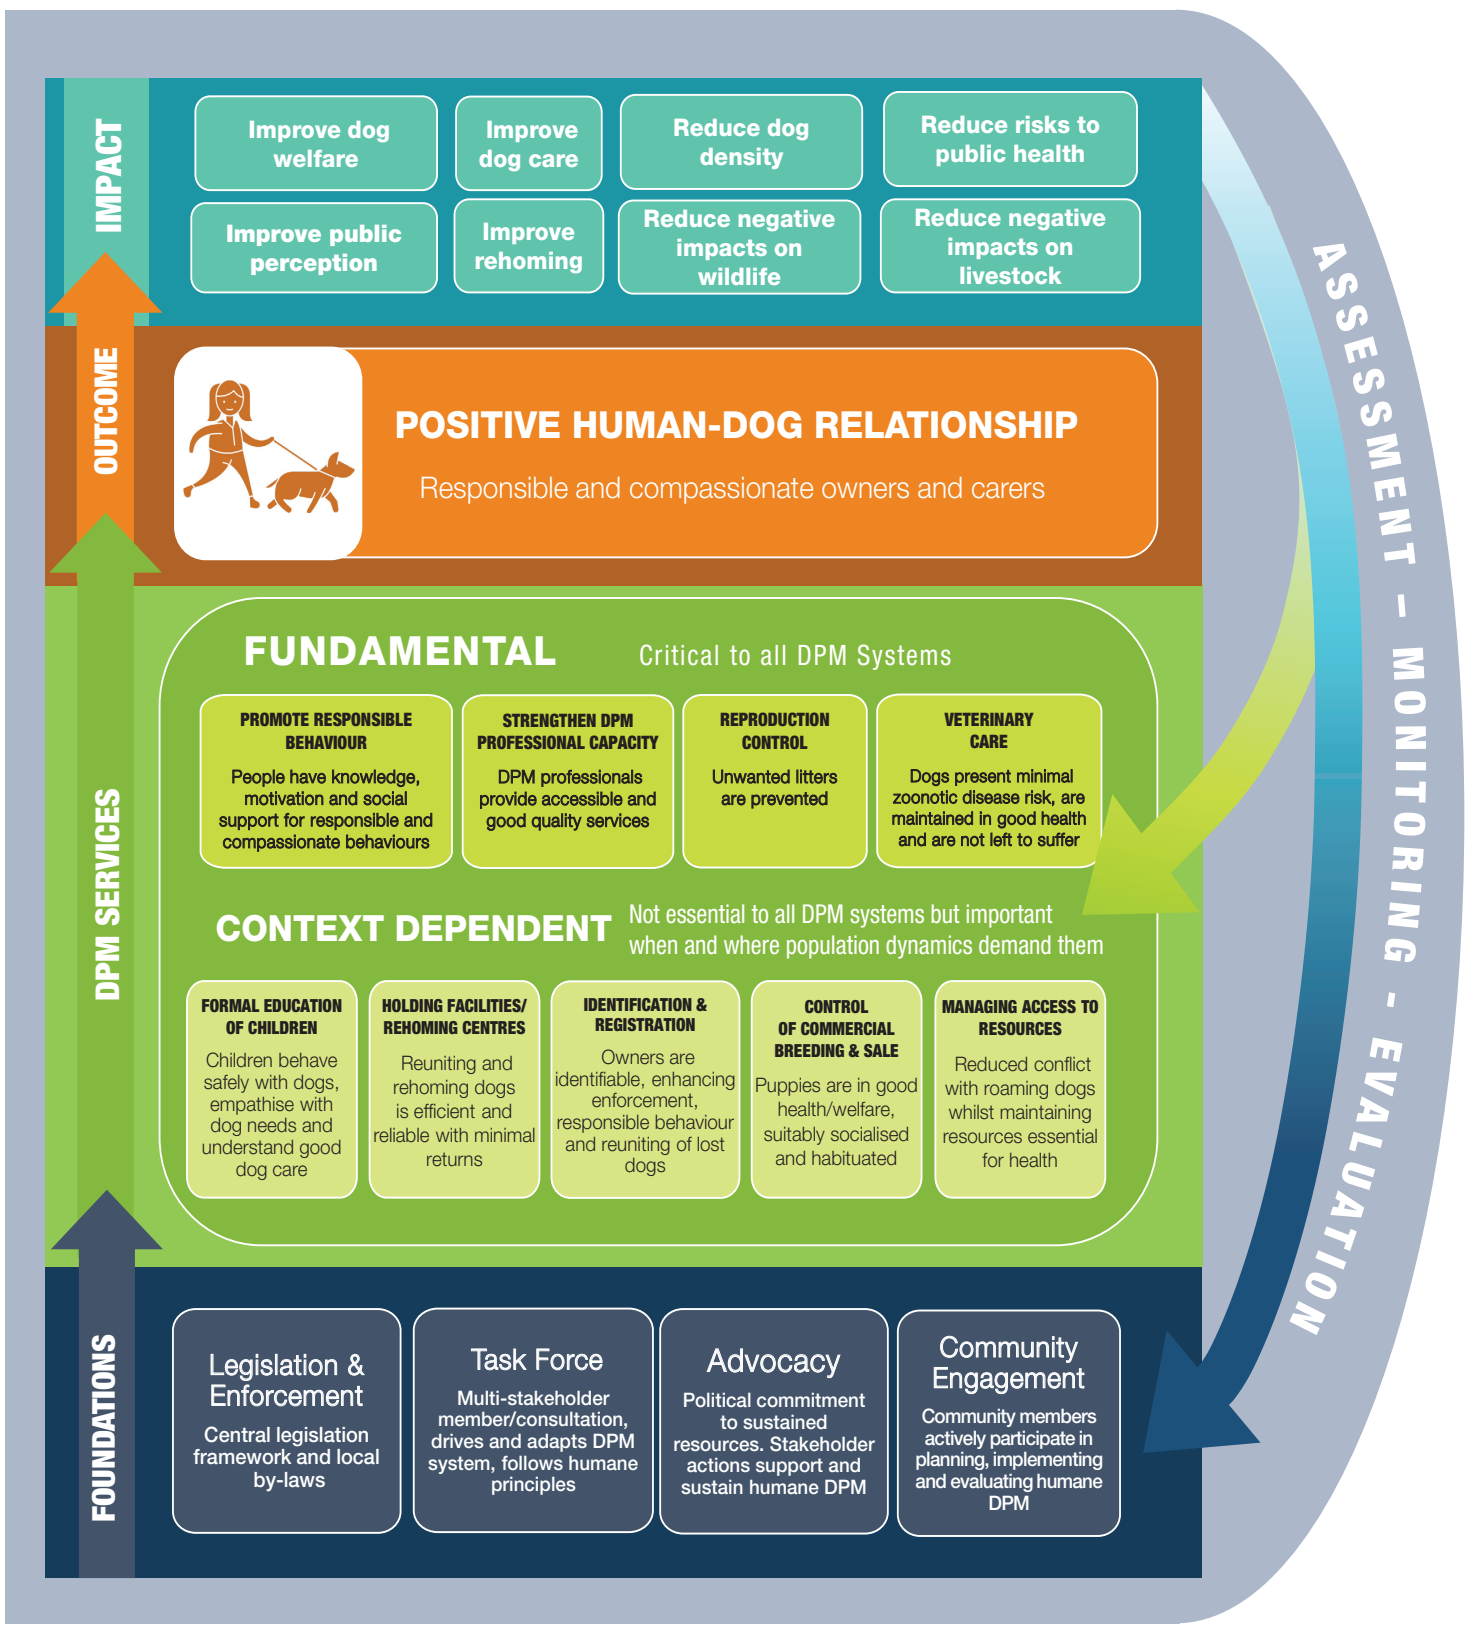 IMPACT
Improve dog
welfare
Improve
dog care
Reduce dog
density
Reduce risks to
public health
Improve public
perception
Improve
rehoming
Reduce negative
impacts on
wildlife
Reduce negative
impacts on
livestock
OUTCOME
POSITIVE HUMAN-DOG RELATIONSHIP
Responsible and compassionate owners and carers
DPM SERVICES
FUNDAMENTAL
Critical to all DPM Systems
PROMOTE RESPONSIBLE
BEHAVIOUR
People have knowledge,
motivation and social
support for responsible and
compassionate behaviours
STRENGTHEN DPM
PROFESSIONAL CAPACITY
DPM professionals
provide accessible and
good quality services
REPRODUCTION
CONTROL
Unwanted litters
are prevented
VETERINARY
CARE
Dogs present minimal
zoonotic disease risk, are
maintained in good health
and are not left to suffer
CONTEXT DEPENDENT
Not essential to all DPM systems but important
when and where population dynamics demand them
FORMAL EDUCATION
OF CHILDREN
Children behave
safely with dogs,
empathise with
dog needs and
understand good
dog care
HOLDING FACILITIES/
REHOMING CENTRES
Reuniting and
rehoming dogs
is efficient and
reliable with minimal
returns
IDENTIFICATION &
REGISTRATION
Owners are
identifiable, enhancing
enforcement,
responsible behaviour
and reuniting of lost
dogs
CONTROL
OF COMMERCIAL
BREEDING & SALE
Puppies are in good
health/welfare,
suitably socialised
and habituated
MANAGING ACCESS TO
RESOURCES
Reduced conflict
with roaming dogs
whilst maintaining
resources essential
for health
FOUNDATIONS
Legislation &
Enforcement
Central legislation
framework and local
by-laws
Task Force
Multi-stakeholder
member/consultation,
drives and adapts DPM
system, follows humane
principles
Advocacy
Political commitment
to sustained
resources. Stakeholder
actions support and
sustain humane DPM
Community
Engagement
Community members
actively participate in
planning, implementing
and evaluating humane
DPM
ASSESSMENT – MONITORING - EVALUATION